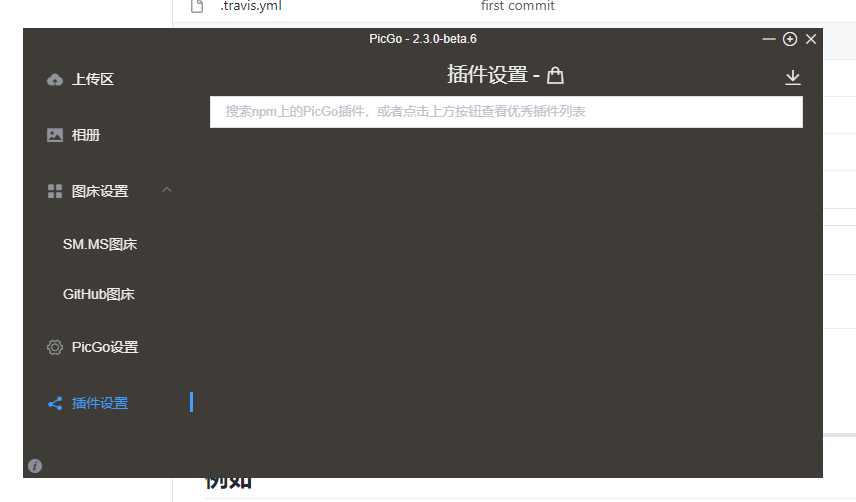 .travis.yml first commit
PicGo - 2.3.0-beta.6
上传区
插件设置 -
搜索npm上的PicGo插件，或者点击上方按钮查看优秀插件列表
相册
图床设置
SM.MS图床
GitHub图床
PicGo设置
插件设置
例如